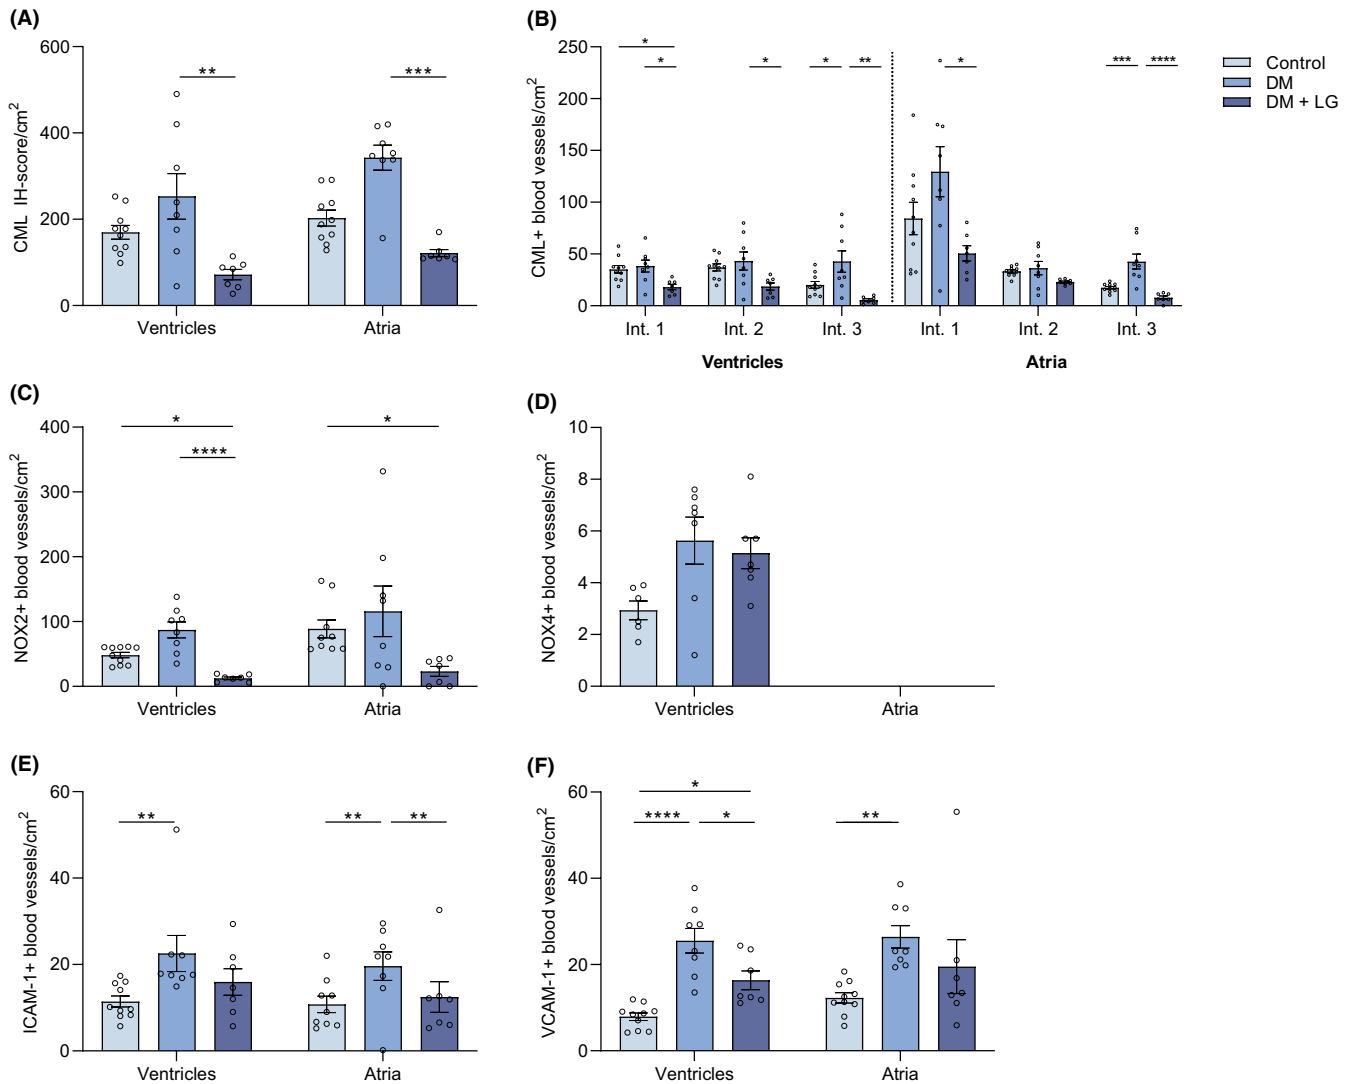 (A)
600
400
200
0
CML IH-score/cm2
** ***
Ventricles Atria
(B)
250
200
150
100
50
0
CML+ blood vessels/cm2
* * * * ** * *** ****
Int. 1 Int. 2 Int. 3 Int. 1 Int. 2 Int. 3
Ventricles Atria
Control
DM
DM + LG
(C)
400
300
200
100
0
NOX2+ blood vessels/cm2
* **** *
Ventricles Atria
(D)
10
8
6
4
2
0
NOX4+ blood vessels/cm2
Ventricles Atria
(E)
60
40
20
0
ICAM-1+ blood vessels/cm2
** ** **
Ventricles Atria
(F)
60
40
20
0
VCAM-1+ blood vessels/cm2
* **** * **
Ventricles Atria